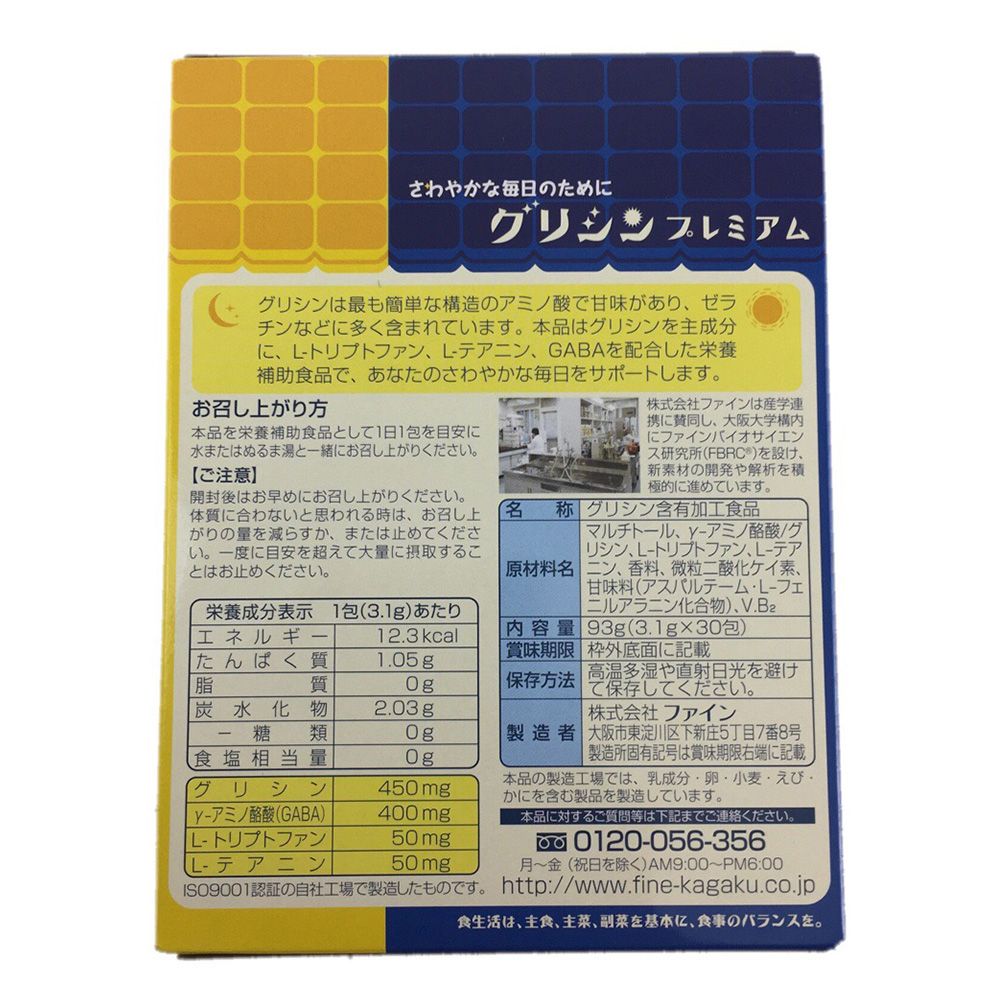 さわやかな毎日のために
グリシンプレミアム
グリシンは最も簡単な構造のアミノ酸で甘味があり、ゼラ
チンなどに多く含まれています。本品はグリシンを主成分
に、L-トリプトファン、L-テアニン、GABAを配合した栄養
補助食品で、あなたのさわやかな毎日をサポートします。
お召し上がり方
本品を栄養補助食品として1日1包を目安に
水またはぬるま湯と一緒にお召し上がりください。
【ご注意】
開封後はお早めにお召し上がりください。
体質に合わないと思われる時は、お召し上
がりの量を減らすか、または止めてくださ
い。一度に目安を超えて大量に摂取するこ
とはお止めください。
栄養成分表示 1包(3.1g)あたり
エネルギー 12.3kcal
たんぱく質 1.05g
脂質 0g
炭水化物 2.03g
－糖類 0g
食塩相当量 0g
グリシン 450mg
γ-アミノ酪酸(GABA) 400mg
L-トリプトファン 50mg
L-テアニン 50mg
ISO9001認証の自社工場で製造したものです。
株式会社ファインは産学連
携に賛同し、大阪大学構内
にファインバイオサイエン
ス研究所(FBRC®)を設け、
新素材の開発や解析を積
極的に進めています。
名称 グリシン含有加工食品
原材料名 マルチトール、γ-アミノ酪酸/グ
リシン、L-トリプトファン、L-テア
ニン、香料、微粒二酸化ケイ素、
甘味料(アスパルテーム・L-フェ
ニルアラニン化合物)、V.B₂
内容量 93g(3.1g×30包)
賞味期限 枠外底面に記載
保存方法 高温多湿や直射日光を避け
て保存してください。
製造者 株式会社 ファイン
大阪市東淀川区下新庄5丁目7番8号
製造所固有記号は賞味期限右端に記載
本品の製造工場では、乳成分・卵・小麦・えび・
かにを含む製品を製造しています。
本品に対するご質問等は下記までご連絡ください。
0120-056-356
月〜金（祝日を除く）AM9:00〜PM6:00
http://www.fine-kagaku.co.jp
食生活は、主食、主菜、副菜を基本に、食事のバランスを。